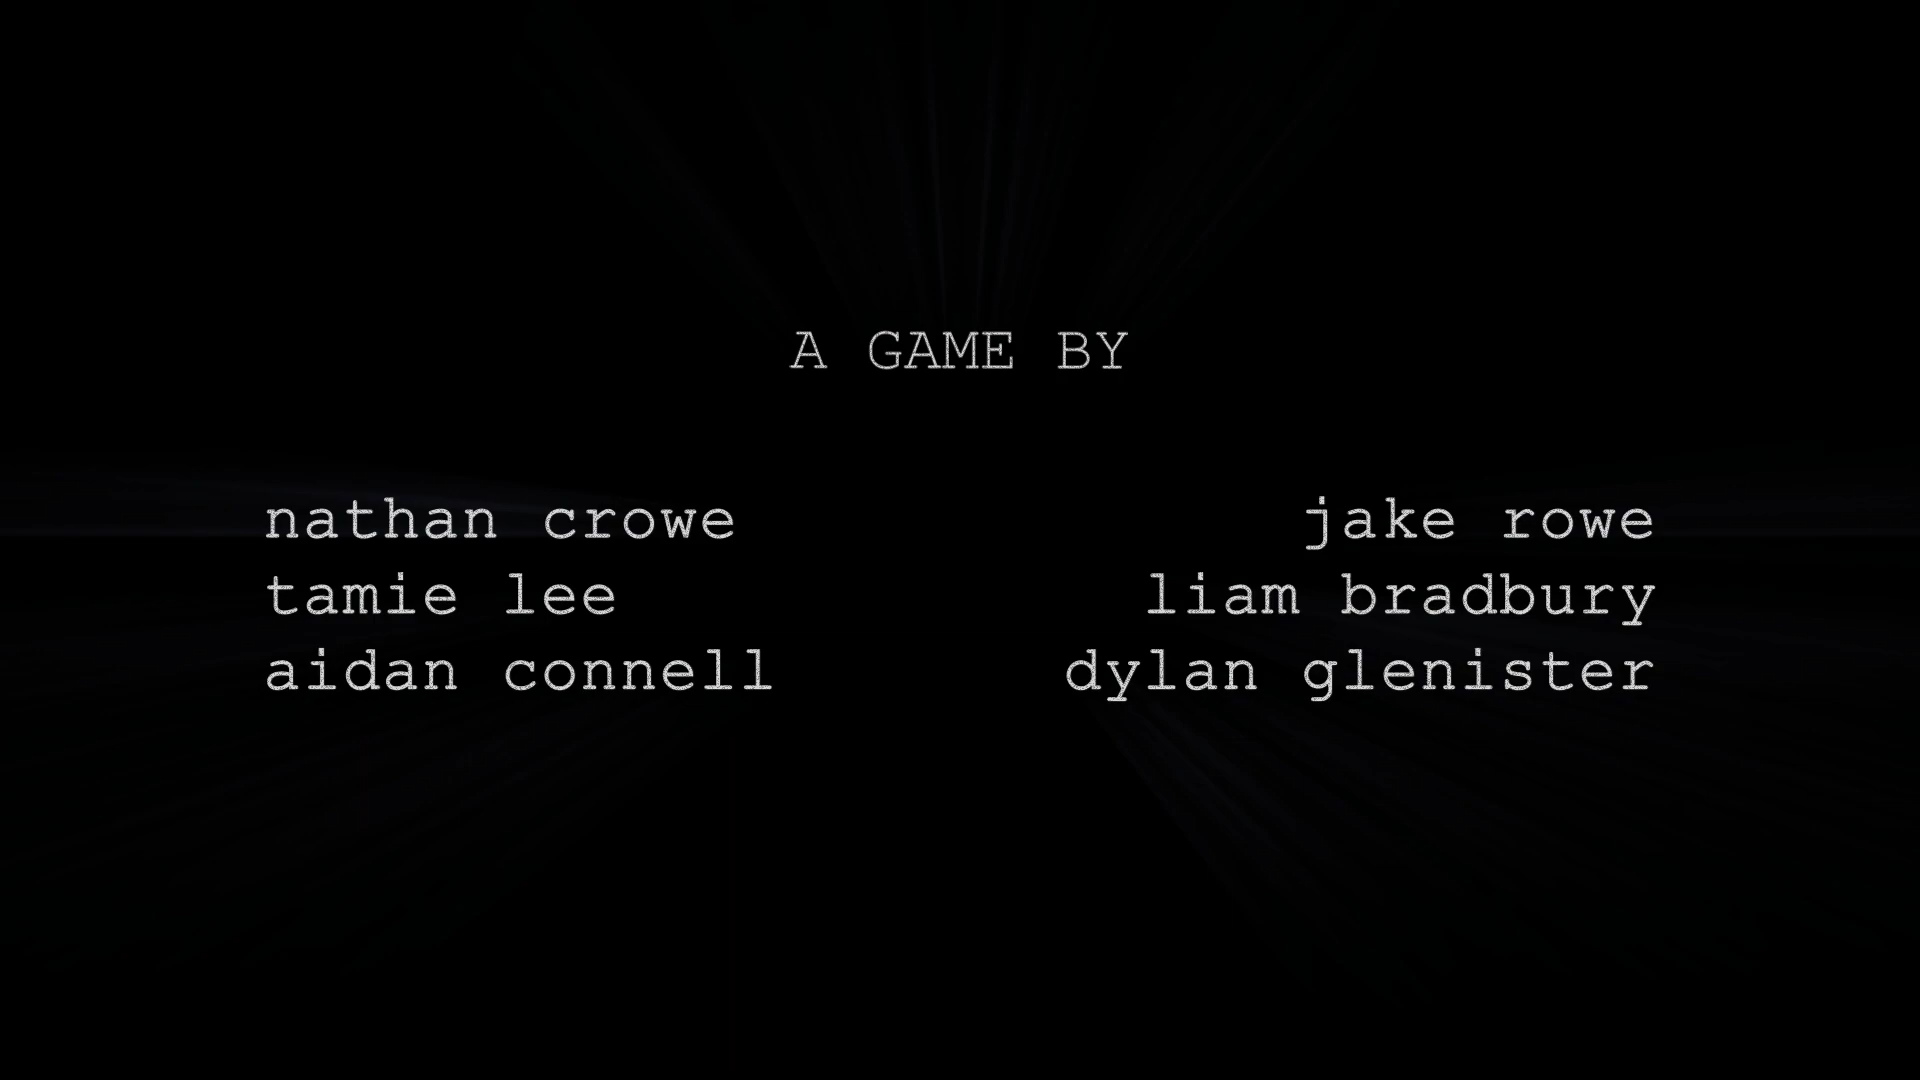 A GAME BY
nathan crowe
tamie lee
aidan connell
jake rowe
liam bradbury
dylan glenister